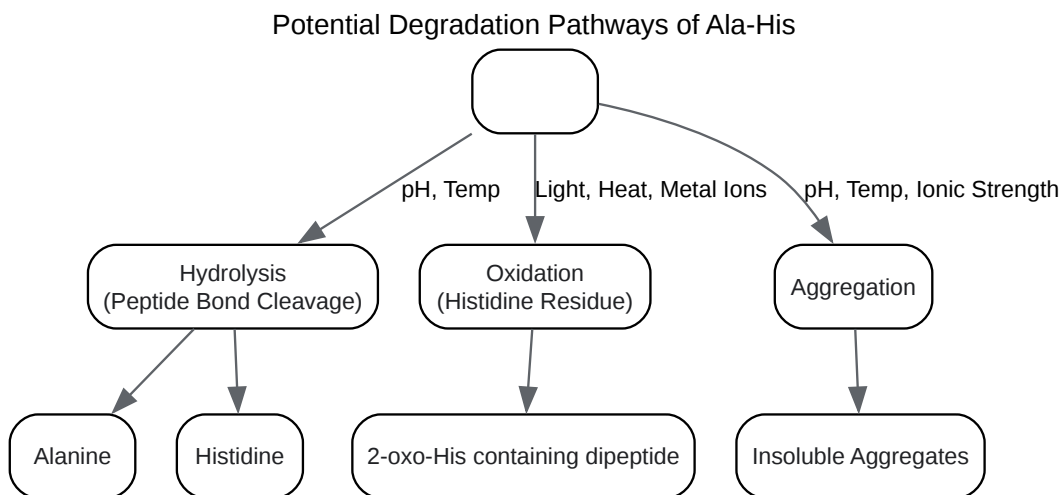 Potential Degradation Pathways of Ala-His
pH, Temp
Light, Heat, Metal Ions
pH, Temp, Ionic Strength
Hydrolysis
(Peptide Bond Cleavage)
Oxidation
(Histidine Residue)
Aggregation
Alanine
Histidine
2-oxo-His containing dipeptide
Insoluble Aggregates